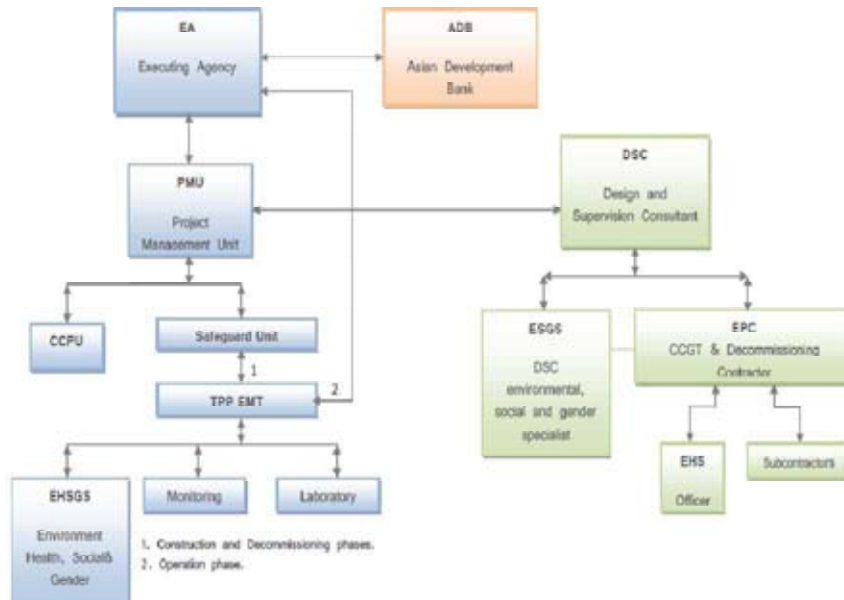 EA
Executing Agency
ADB
Asian Development
Bank
PMU
Project
Management Unit
DSC
Design and
Supervision Consultant
CCPU
Safeguard Unit
1
2
TPP EMT
ESGS
DSC
environmental,
social and gender
specialist
EPC
CCGT & Decommissioning
Contractor
EHS
Officer
Subcontractors
EHSGS
Environment
Health, Social&
Gender
Monitoring
Laboratory
1. Construction and Decommissioning phases.
2. Operation phase.